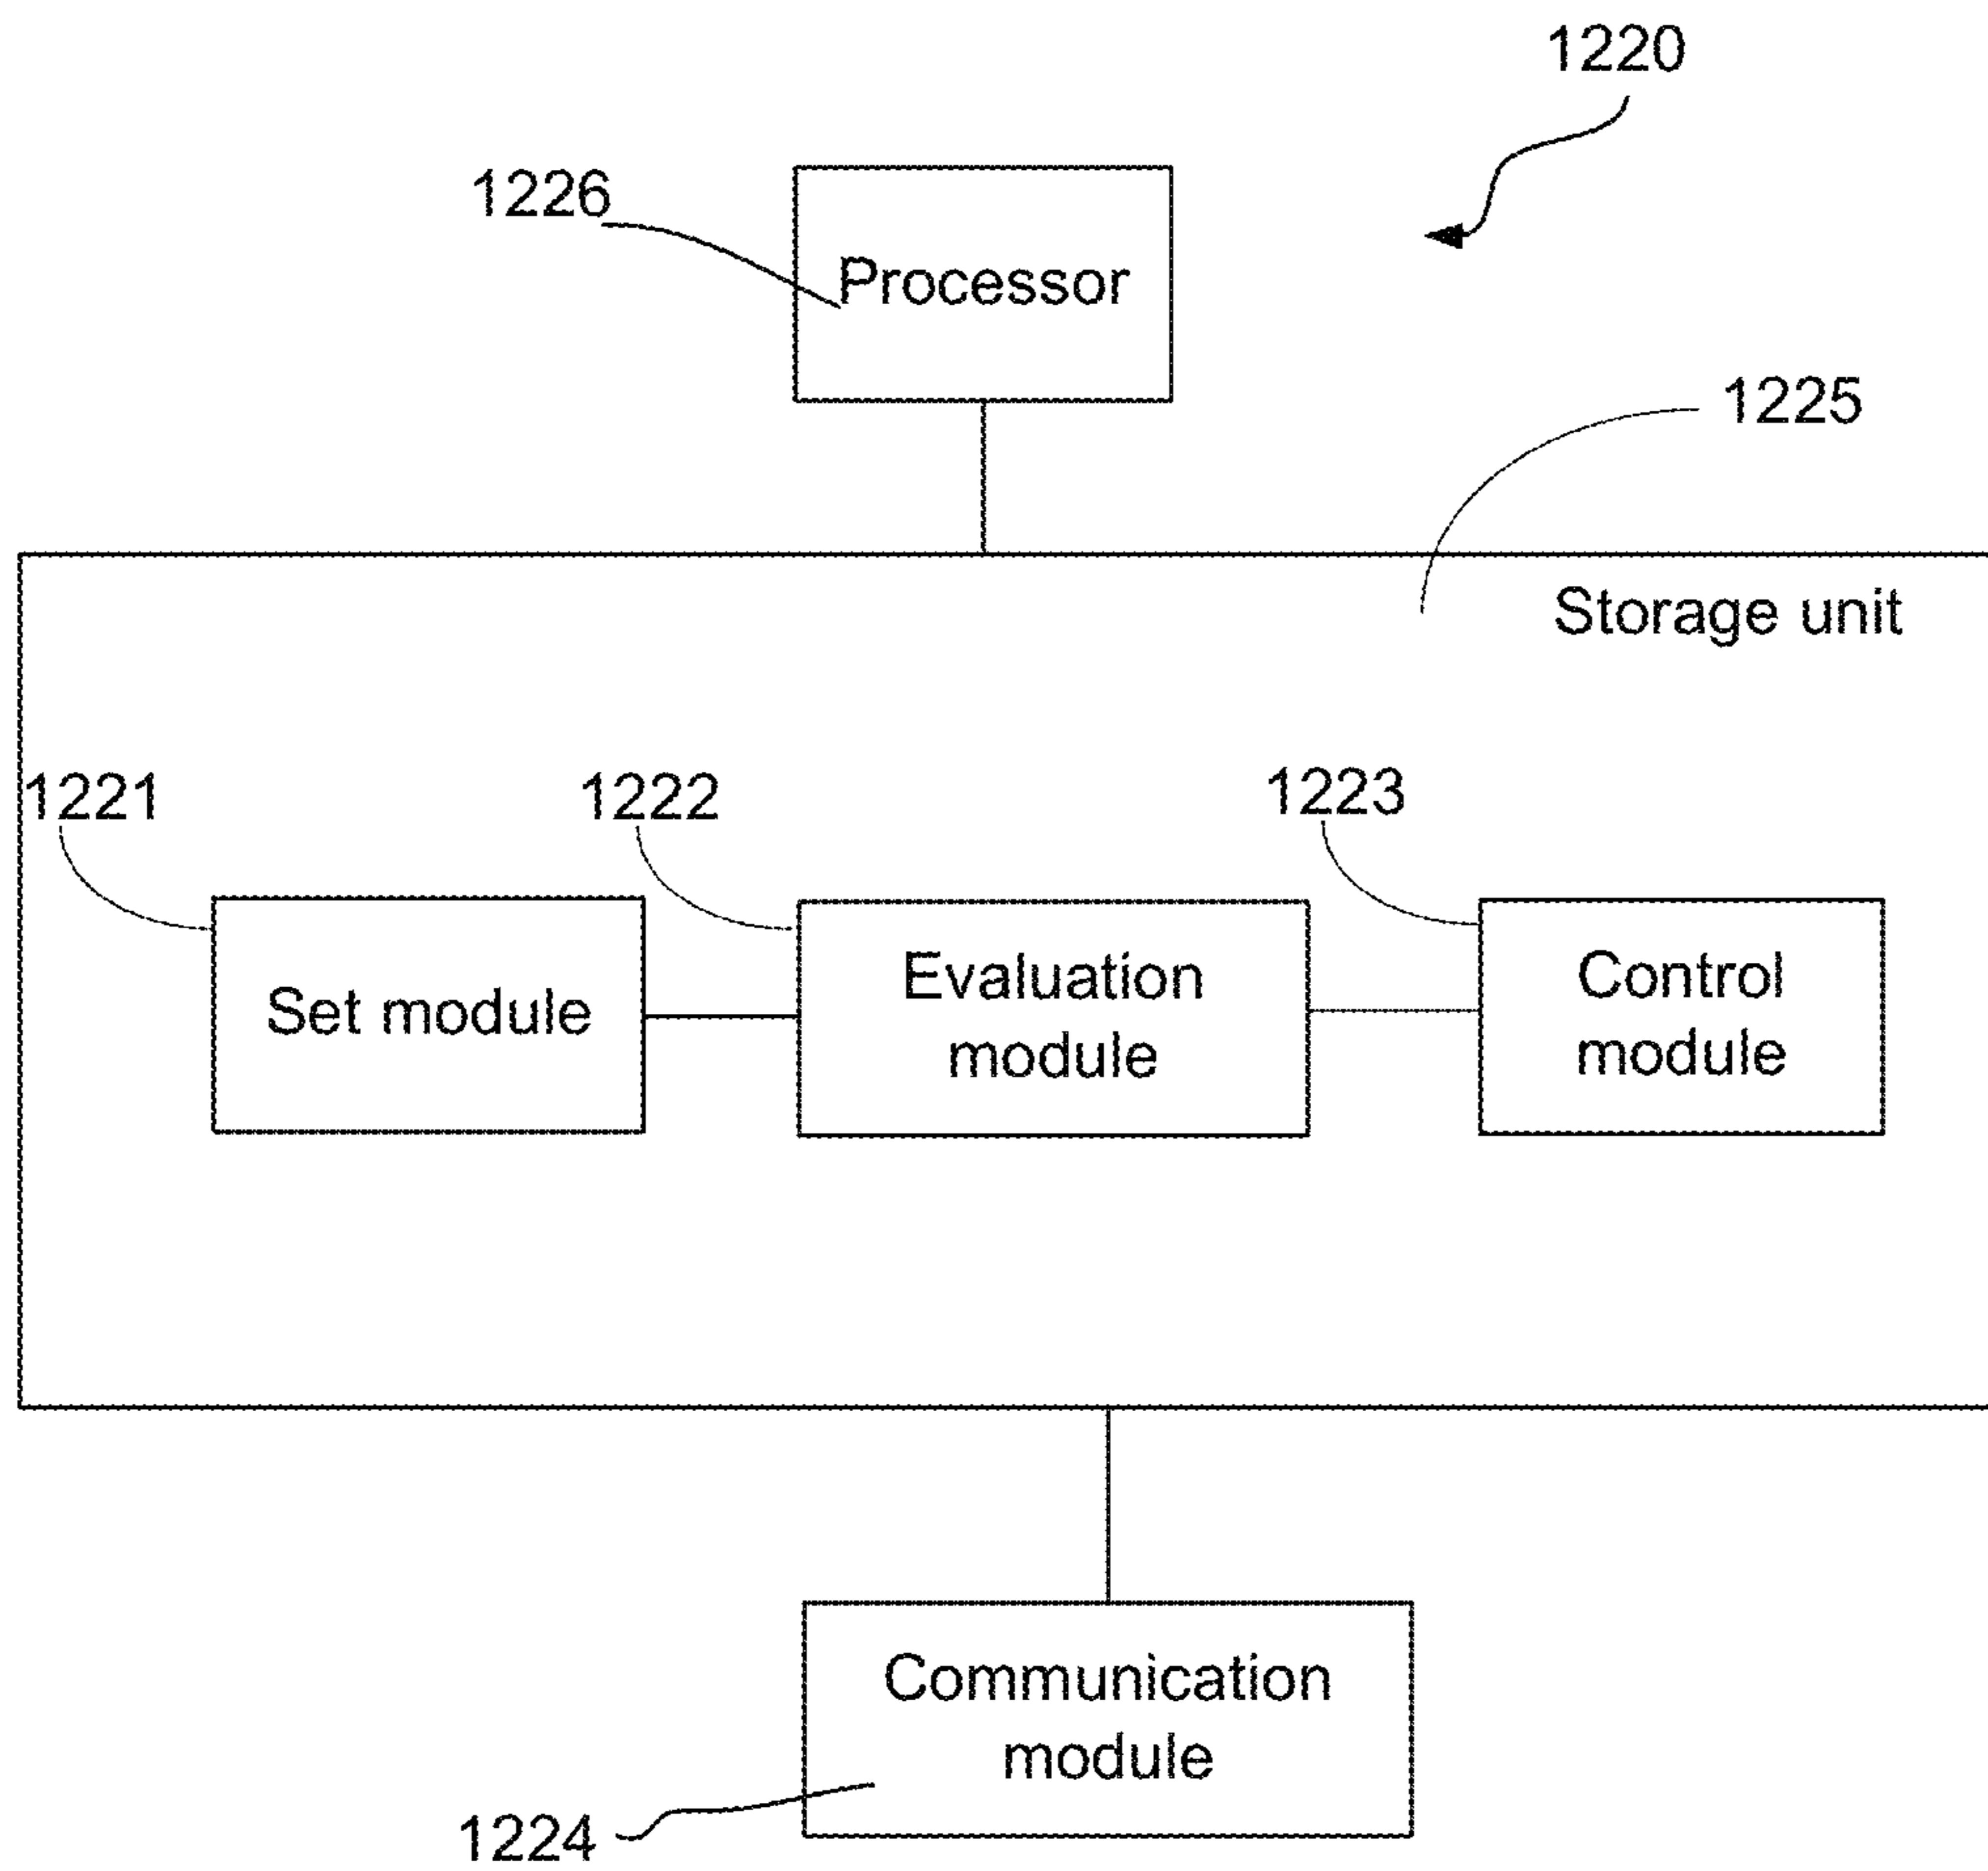 1220
1226
Processor
1225
Storage unit
1221
1222
1223
Set module
Evaluation
module
Control
module
Communication
module
1224